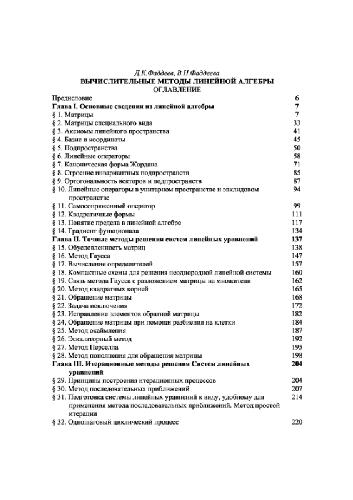 Д.К.Фаддеев, В.Н.Фаддеева
ВЫЧИСЛИТЕЛЬНЫЕ МЕТОДЫ ЛИНЕЙНОЙ АЛГЕБРЫ
ОГЛАВЛЕНИЕ
Предисловие 6
Глава I. Основные сведения из линейной алгебры 7
§ 1. Матрицы 7
§ 2. Матрицы специального вида 33
§ 3. Аксиомы линейного пространства 41
§ 4. Базис и координаты 45
§ 5. Подпространства 50
§ 6. Линейные операторы 58
§ 7. Каноническая форма Жордана 71
§ 8. Строение инвариантных подпространств 85
§ 9. Ортогональность векторов и подпространств 87
§ 10. Линейные операторы в унитарном пространстве и евклидовом 94
пространстве
§ 11. Самосопряженный оператор 99
§ 12. Квадратичные формы 111
§ 13. Понятие предела в линейной алгебре 117
§ 14. Градиент функционала 134
Глава II. Точные методы решения систем линейных уравнений 137
§ 15. Обусловленность матриц 138
§ 16. Метод Гаусса 147
§ 17. Вычисление определителей 157
§ 18. Компактные схемы для решения неоднородной линейной системы 160
§ 19. Связь метода Гаусса с разложением матрицы на множители 162
§ 20. Метод квадратных корней 165
§ 21. Обращение матрицы 168
§ 22. Задача исключения 172
§ 23. Исправление элементов обратной матрицы 182
§ 24. Обращение матрицы при помощи разбиения на клетки 184
§ 25. Метод окаймления 187
§ 26. Эскалаторный метод 192
§ 27. Метод Перселла 195
§ 28. Метод пополнения для обращения матрицы 198
Глава III. Итерационные методы решения Систем линейных 204
уравнений
§ 29. Принципы построения итерационных процессов 204
§ 30. Метод последовательных приближений 207
§ 31. Подготовка системы линейных уравнений к виду, удобному для 214
применения метода последовательных приближений. Метод простой
итерации
§ 32. Одношаговый циклический процесс 220